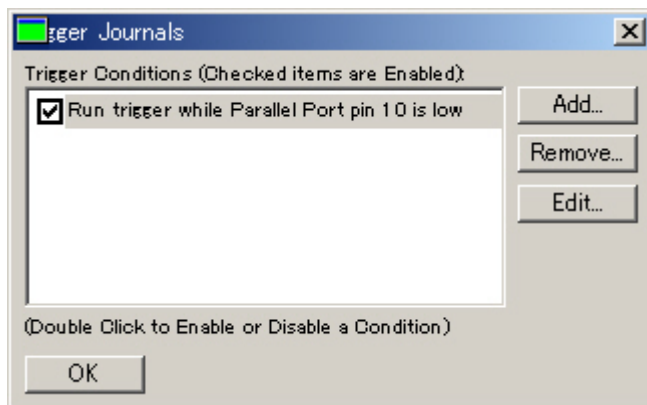 gger Journals
Trigger Conditions (Checked items are Enabled):
Run trigger while Parallel Port pin 10 is low
Add...
Remove...
Edit...
(Double Click to Enable or Disable a Condition)
OK